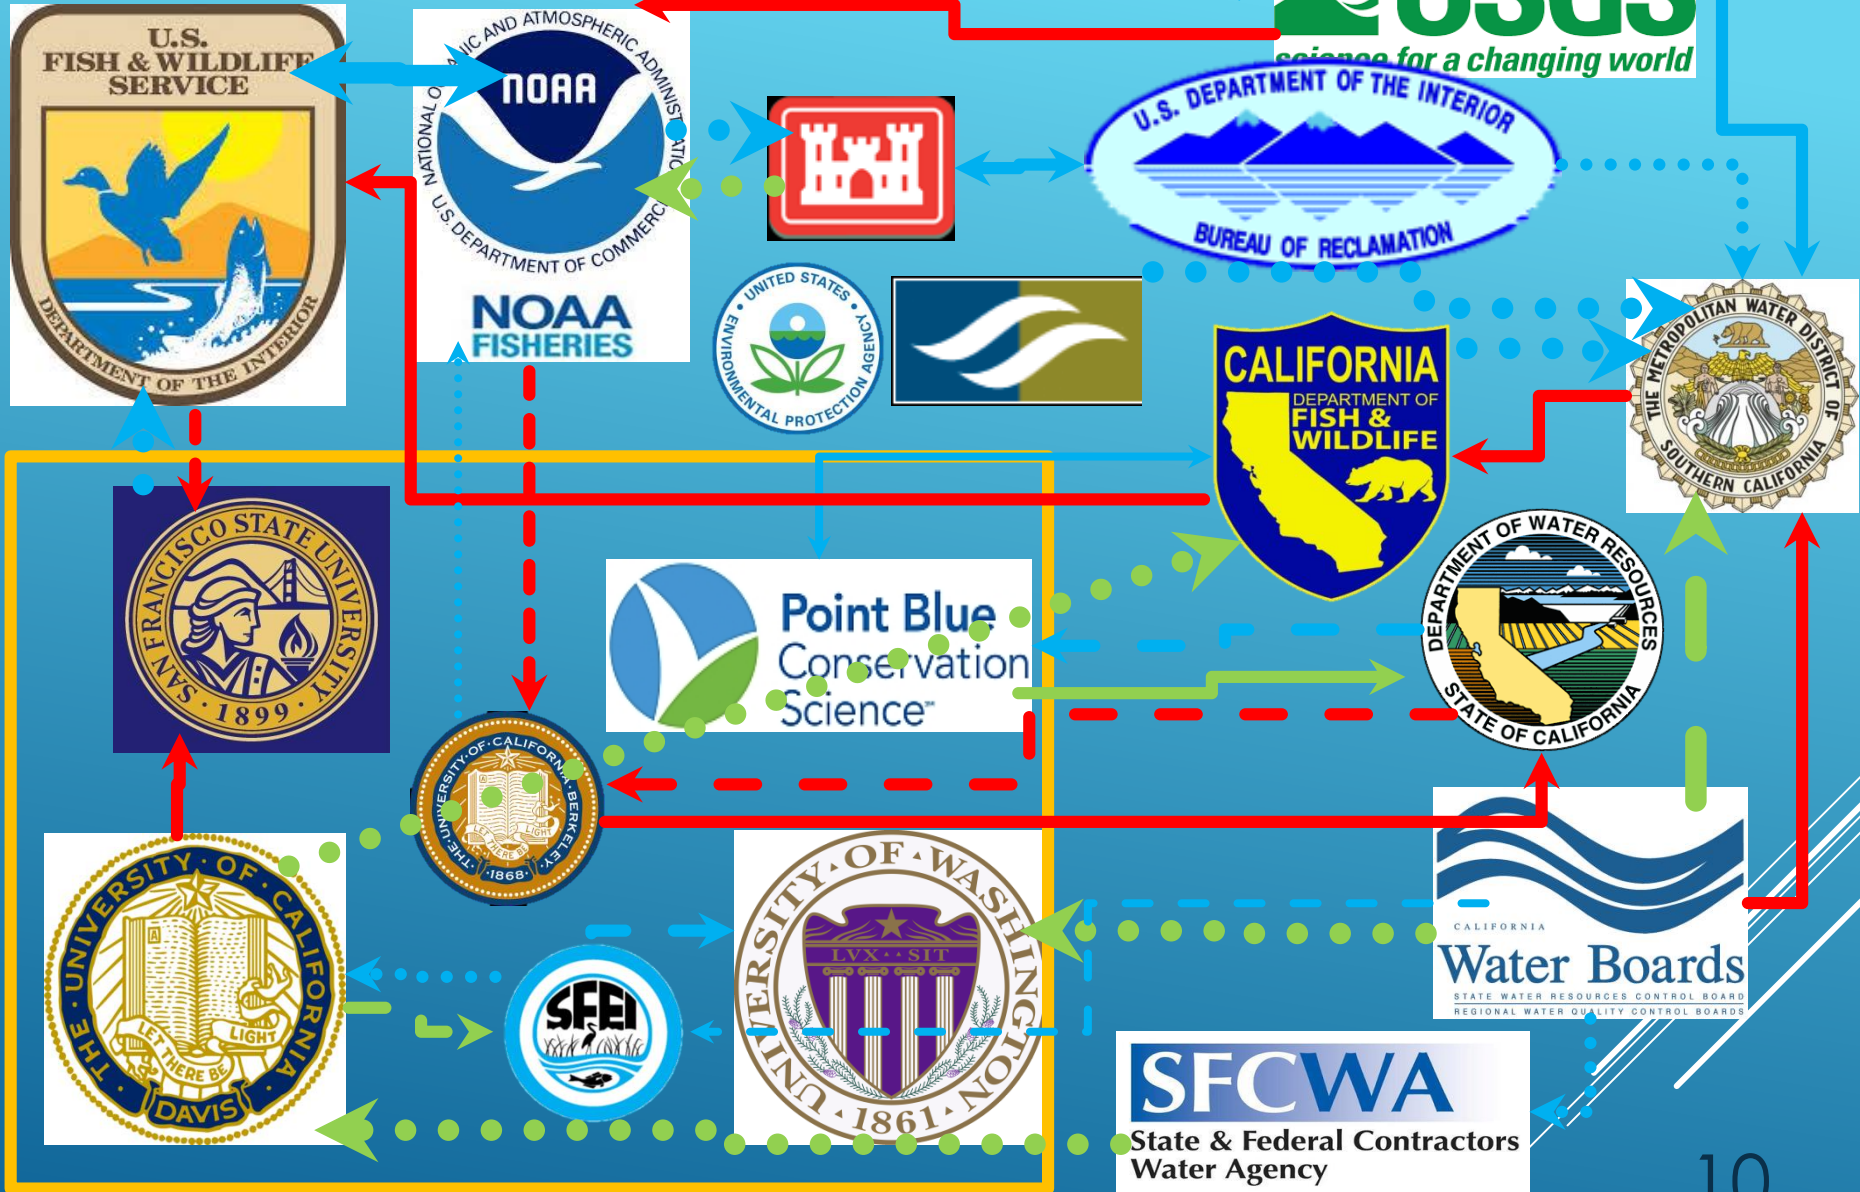 USGS
science for a changing world
U.S.
FISH & WILDLIFE
SERVICE
DEPARTMENT OF THE INTERIOR
NATIONAL OCEANIC AND ATMOSPHERIC ADMINISTRATION
NOAA
U.S. DEPARTMENT OF COMMERCE
NOAA
FISHERIES
U.S. DEPARTMENT OF THE INTERIOR
BUREAU OF RECLAMATION
UNITED STATES
ENVIRONMENTAL PROTECTION AGENCY
CALIFORNIA
DEPARTMENT OF
FISH &
WILDLIFE
THE METROPOLITAN WATER DISTRICT OF
SOUTHERN CALIFORNIA
SAN FRANCISCO STATE UNIVERSITY
1899
Point Blue
Conservation
Science
DEPARTMENT OF WATER RESOURCES
STATE OF CALIFORNIA
THE·UNIVERSITY·OF·CALIFORNIA·BERKELEY
LET THERE BE LIGHT
·1868·
THE·UNIVERSITY·OF·CALIFORNIA
A
LET THERE BE LIGHT
DAVIS
SFEI
UNIVERSITY·OF·WASHINGTON
LVX··SIT
1861
CALIFORNIA
Water Boards
STATE WATER RESOURCES CONTROL BOARD
REGIONAL WATER QUALITY CONTROL BOARDS
SFCWA
State & Federal Contractors
Water Agency
10